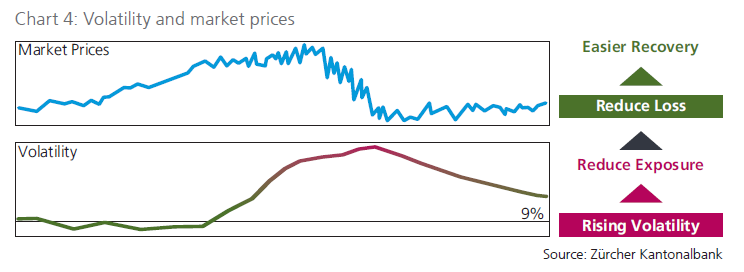 Chart 4: Volatility and market prices
Market Prices
Volatility
9%
Easier Recovery
Reduce Loss
Reduce Exposure
Rising Volatility
Source: Zürcher Kantonalbank